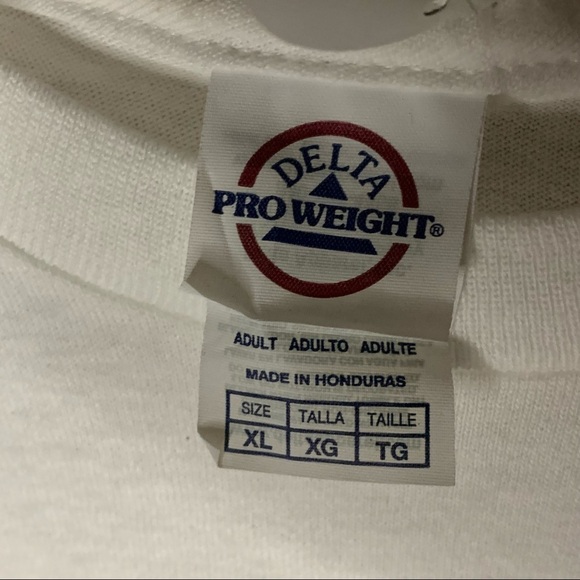 DELTA
PRO WEIGHT®
ADULT ADULTO ADULTE
MADE IN HONDURAS
SIZE TALLA TAILLE
XL XG TG